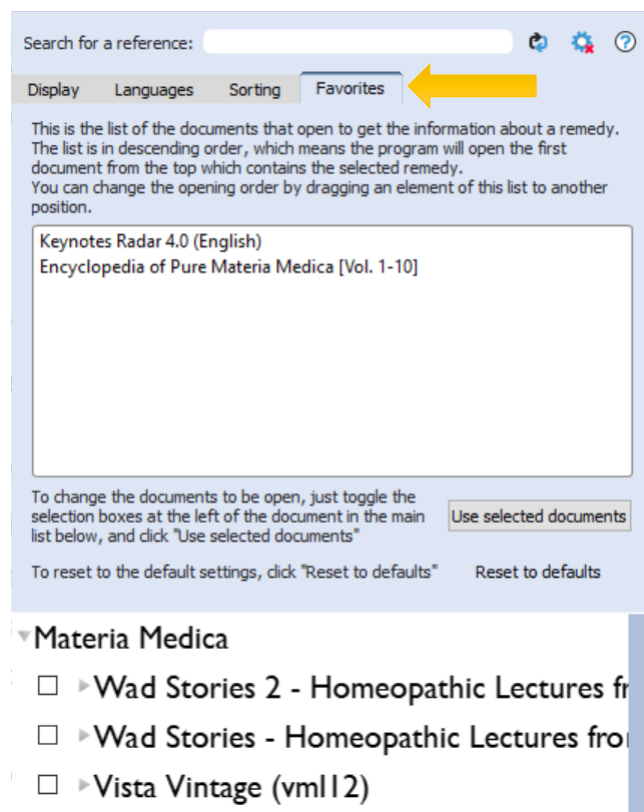 Search for a reference:
Display Languages Sorting Favorites
This is the list of the documents that open to get the information about a remedy.
The list is in descending order, which means the program will open the first
document from the top which contains the selected remedy.
You can change the opening order by dragging an element of this list to another
position.
Keynotes Radar 4.0 (English)
Encyclopedia of Pure Materia Medica [Vol. 1-10]
To change the documents to be open, just toggle the
selection boxes at the left of the document in the main
list below, and click "Use selected documents"
Use selected documents
To reset to the default settings, click "Reset to defaults"
Reset to defaults
Materia Medica
Wad Stories 2 - Homeopathic Lectures
Wad Stories - Homeopathic Lectures
Vista Vintage (vml12)